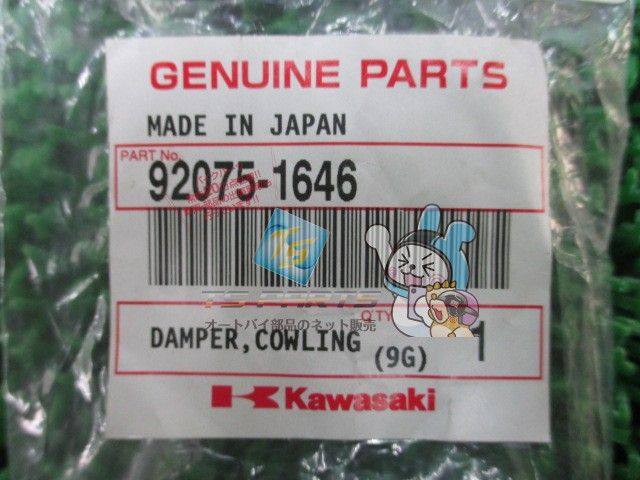 GENUINE PARTS
MADE IN JAPAN
PART No.
92075-1646
TS PARTS
オートバイ部品のネット販売
Q'TY
DAMPER,COWLING (9G) 1
Kawasaki